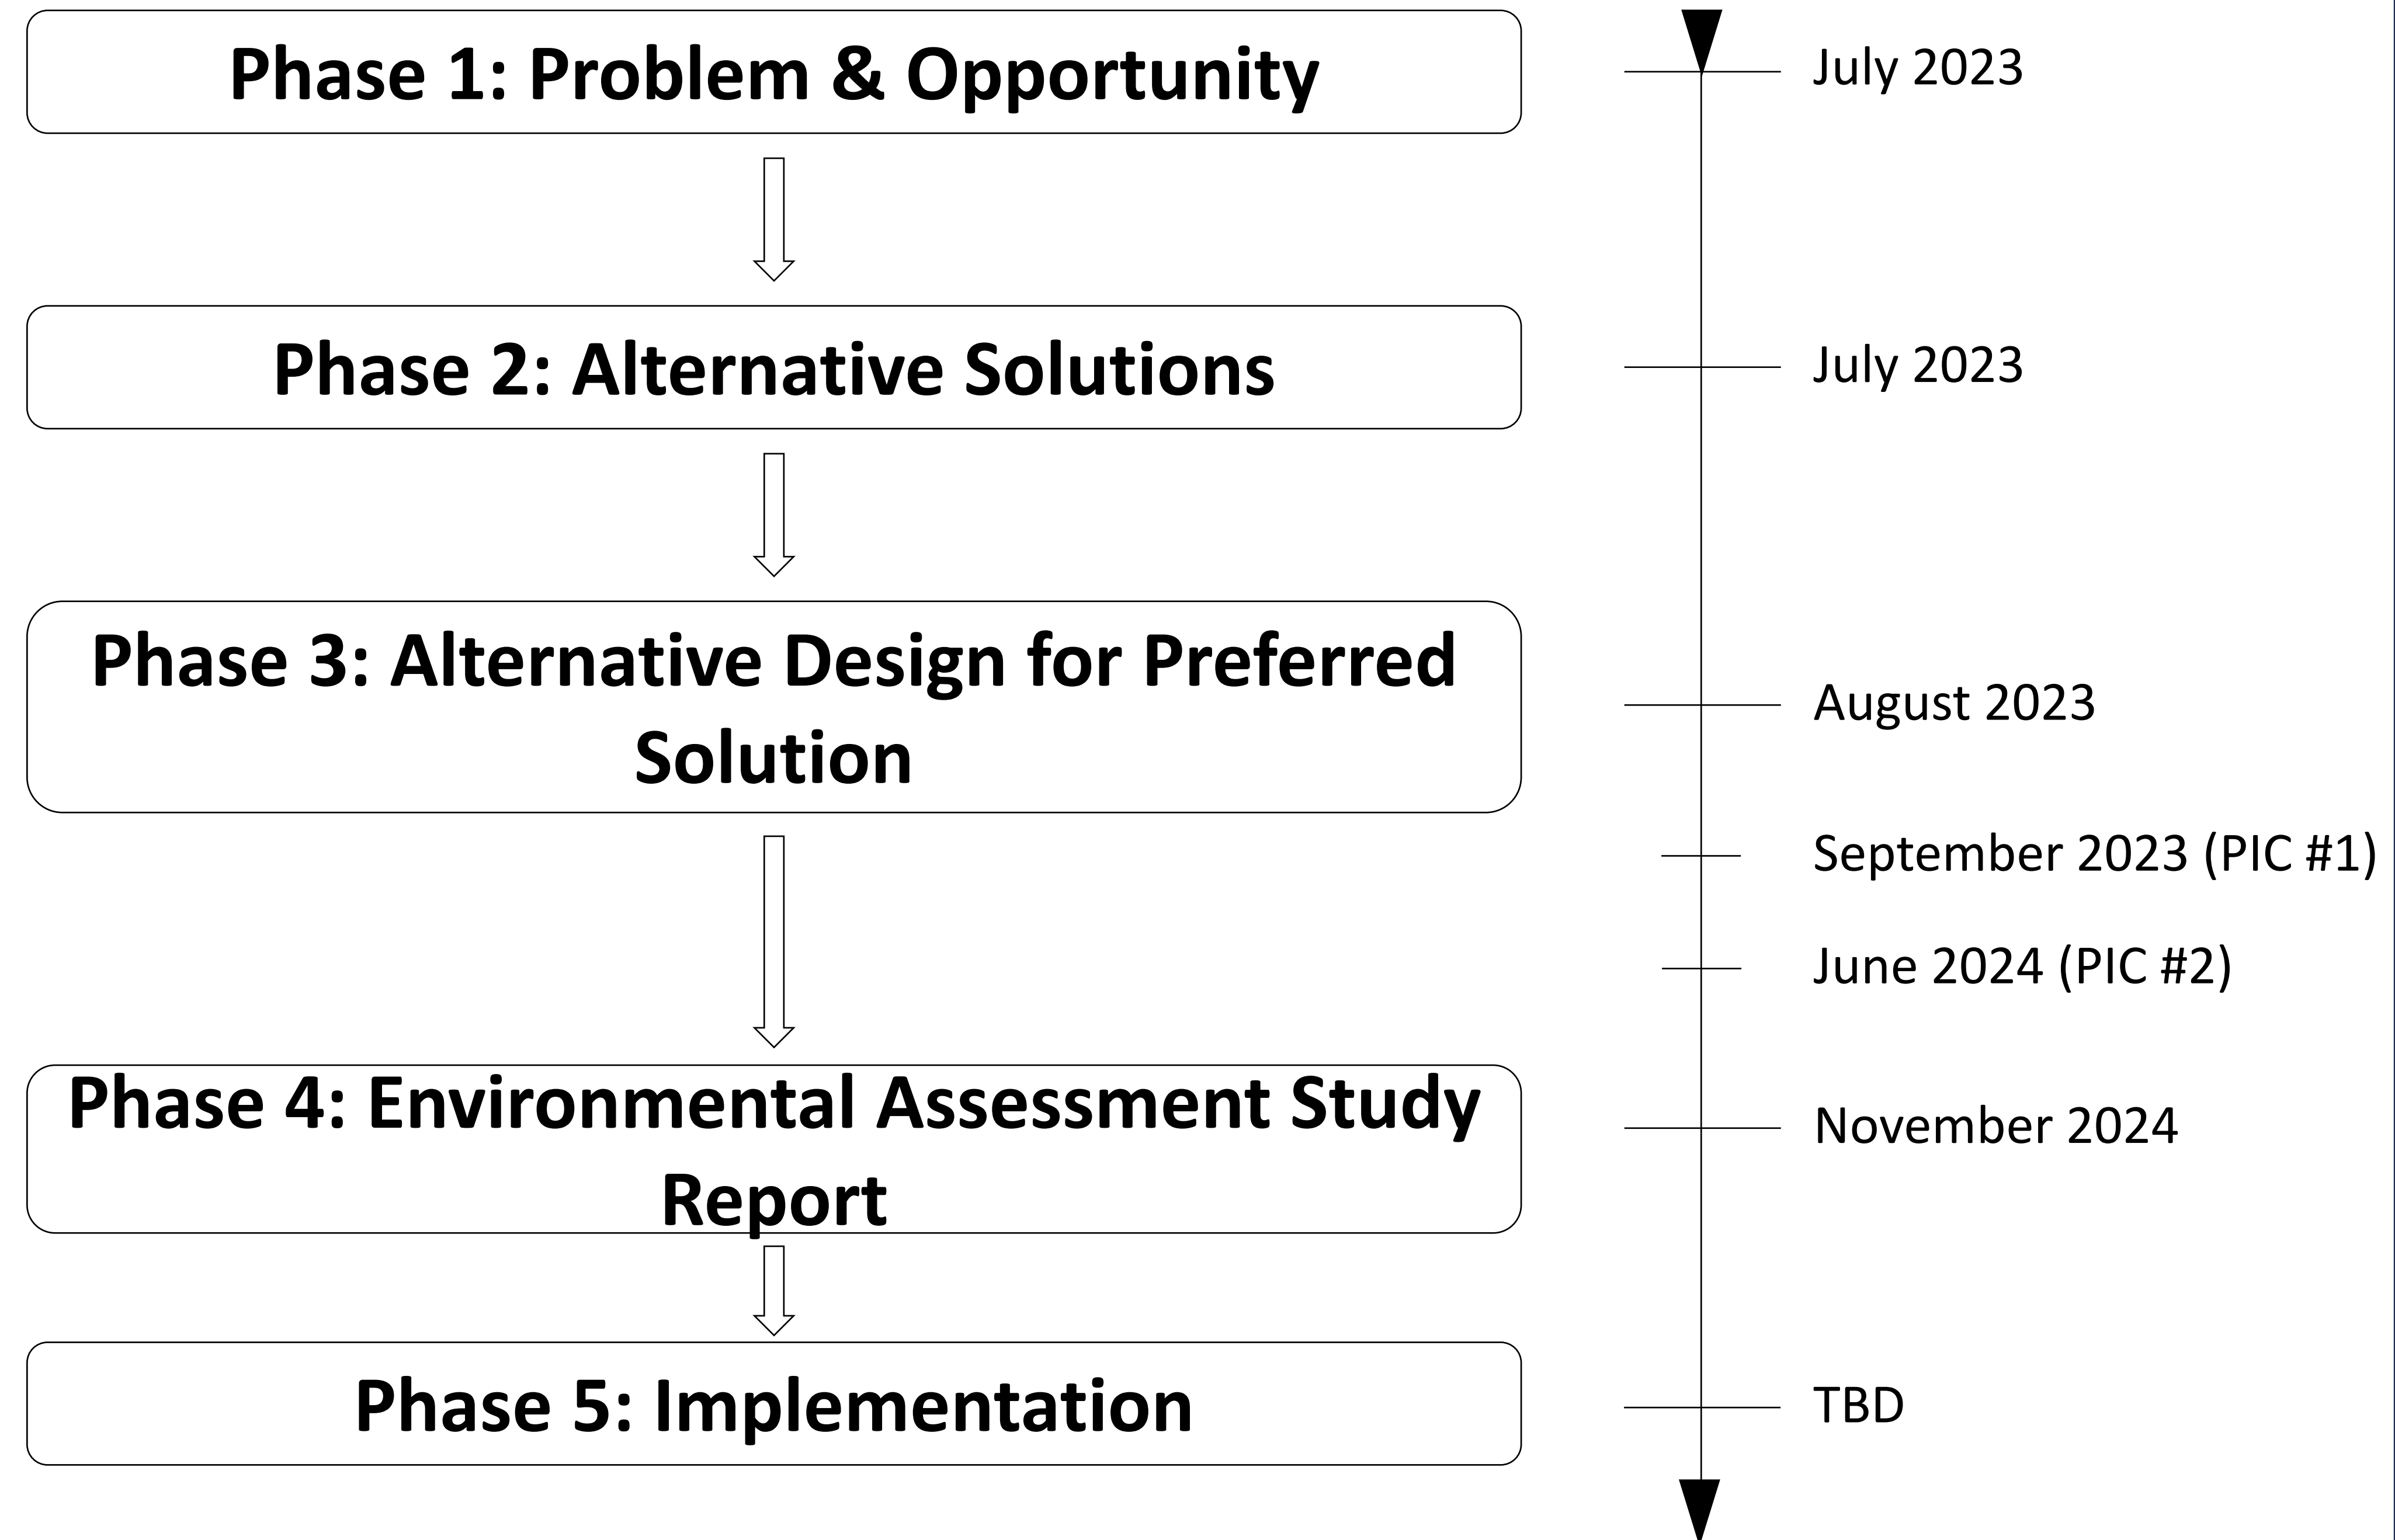 Phase 1: Problem & Opportunity
July 2023
Phase 2: Alternative Solutions
July 2023
Phase 3: Alternative Design for Preferred
Solution
August 2023
September 2023 (PIC #1)
June 2024 (PIC #2)
Phase 4: Environmental Assessment Study
Report
November 2024
Phase 5: Implementation
TBD